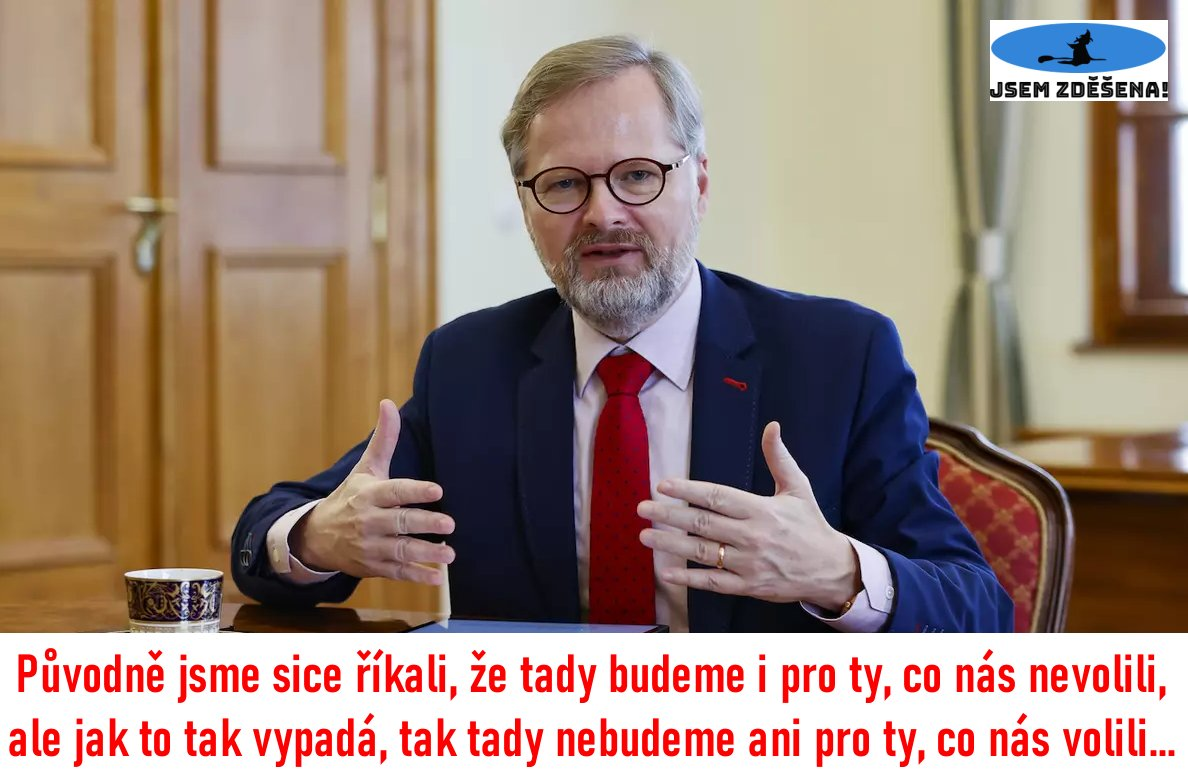 JSEM ZDĚŠENA!
Původně jsme sice říkali, že tady budeme i pro ty, co nás nevolili,
ale jak to tak vypadá, tak tady nebudeme ani pro ty, co nás volili...